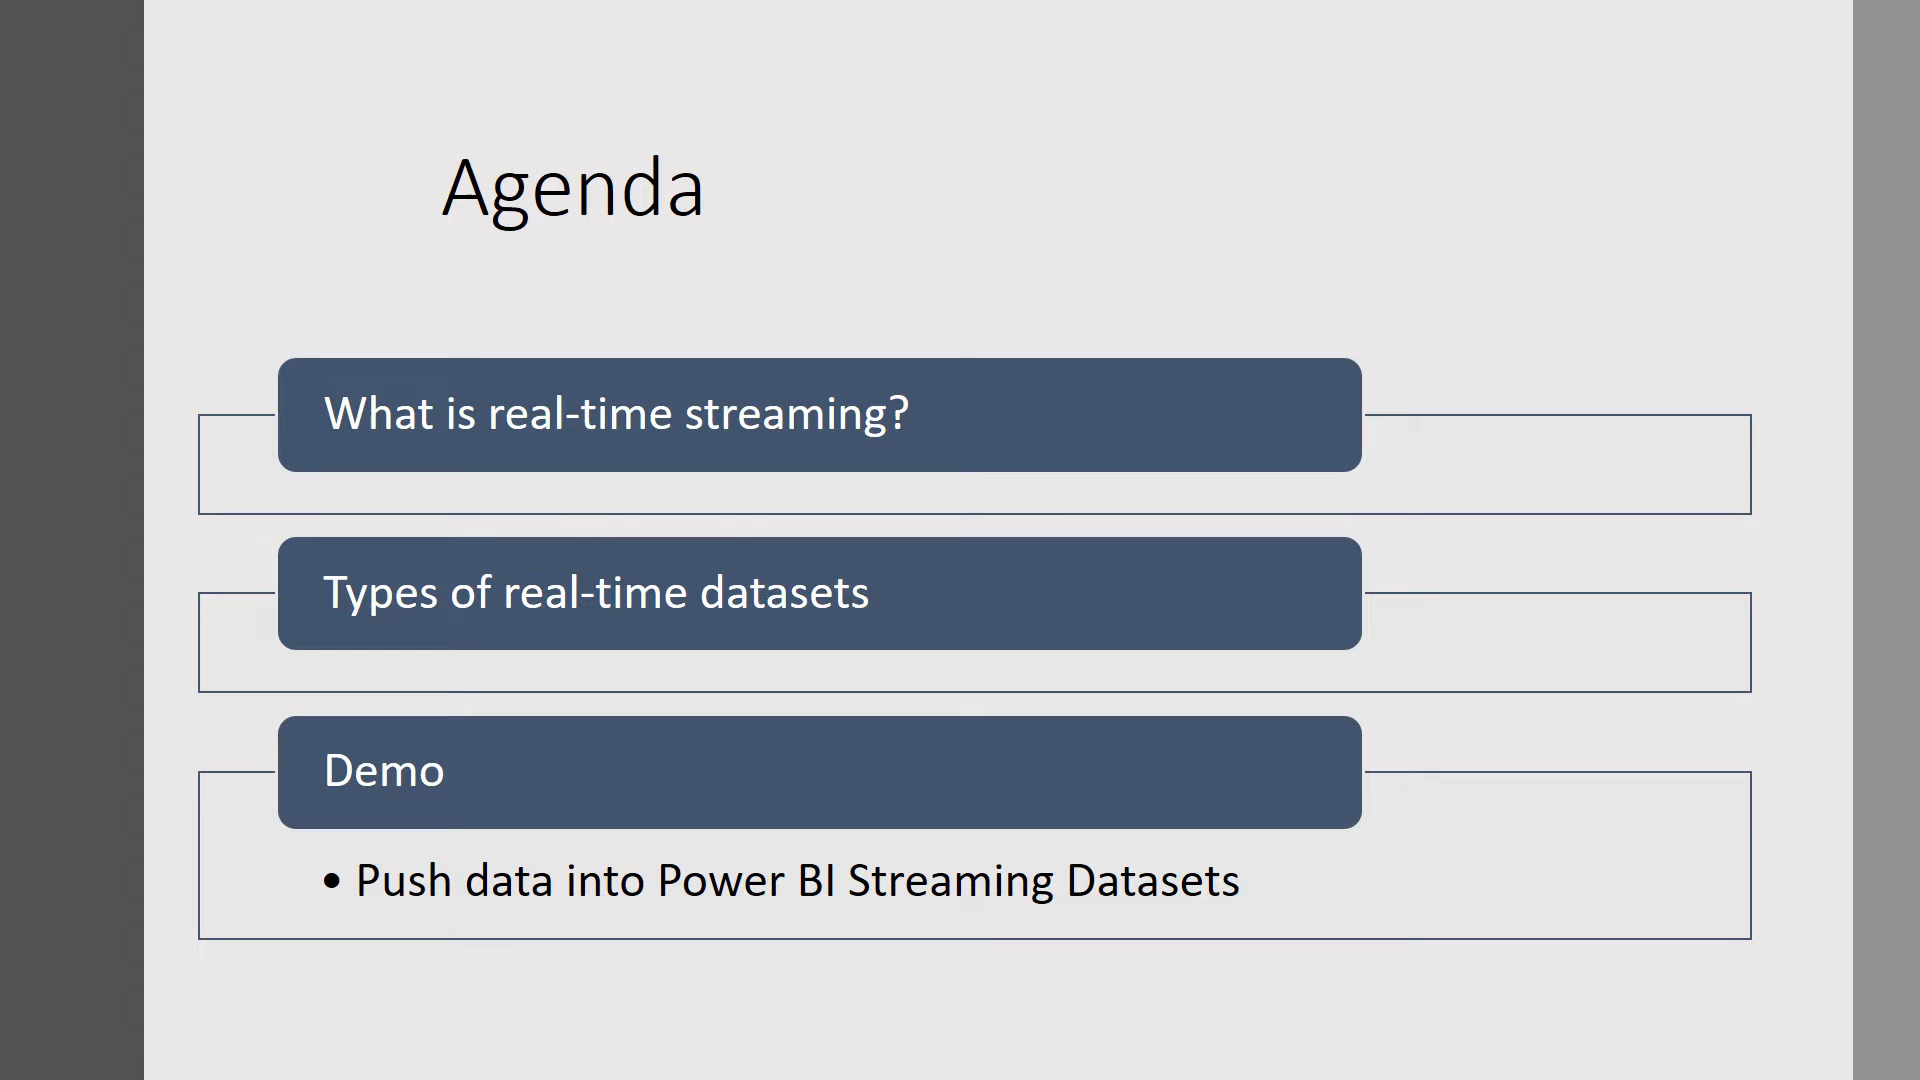 Agenda
What is real-time streaming?
Types of real-time datasets
Demo
• Push data into Power BI Streaming Datasets